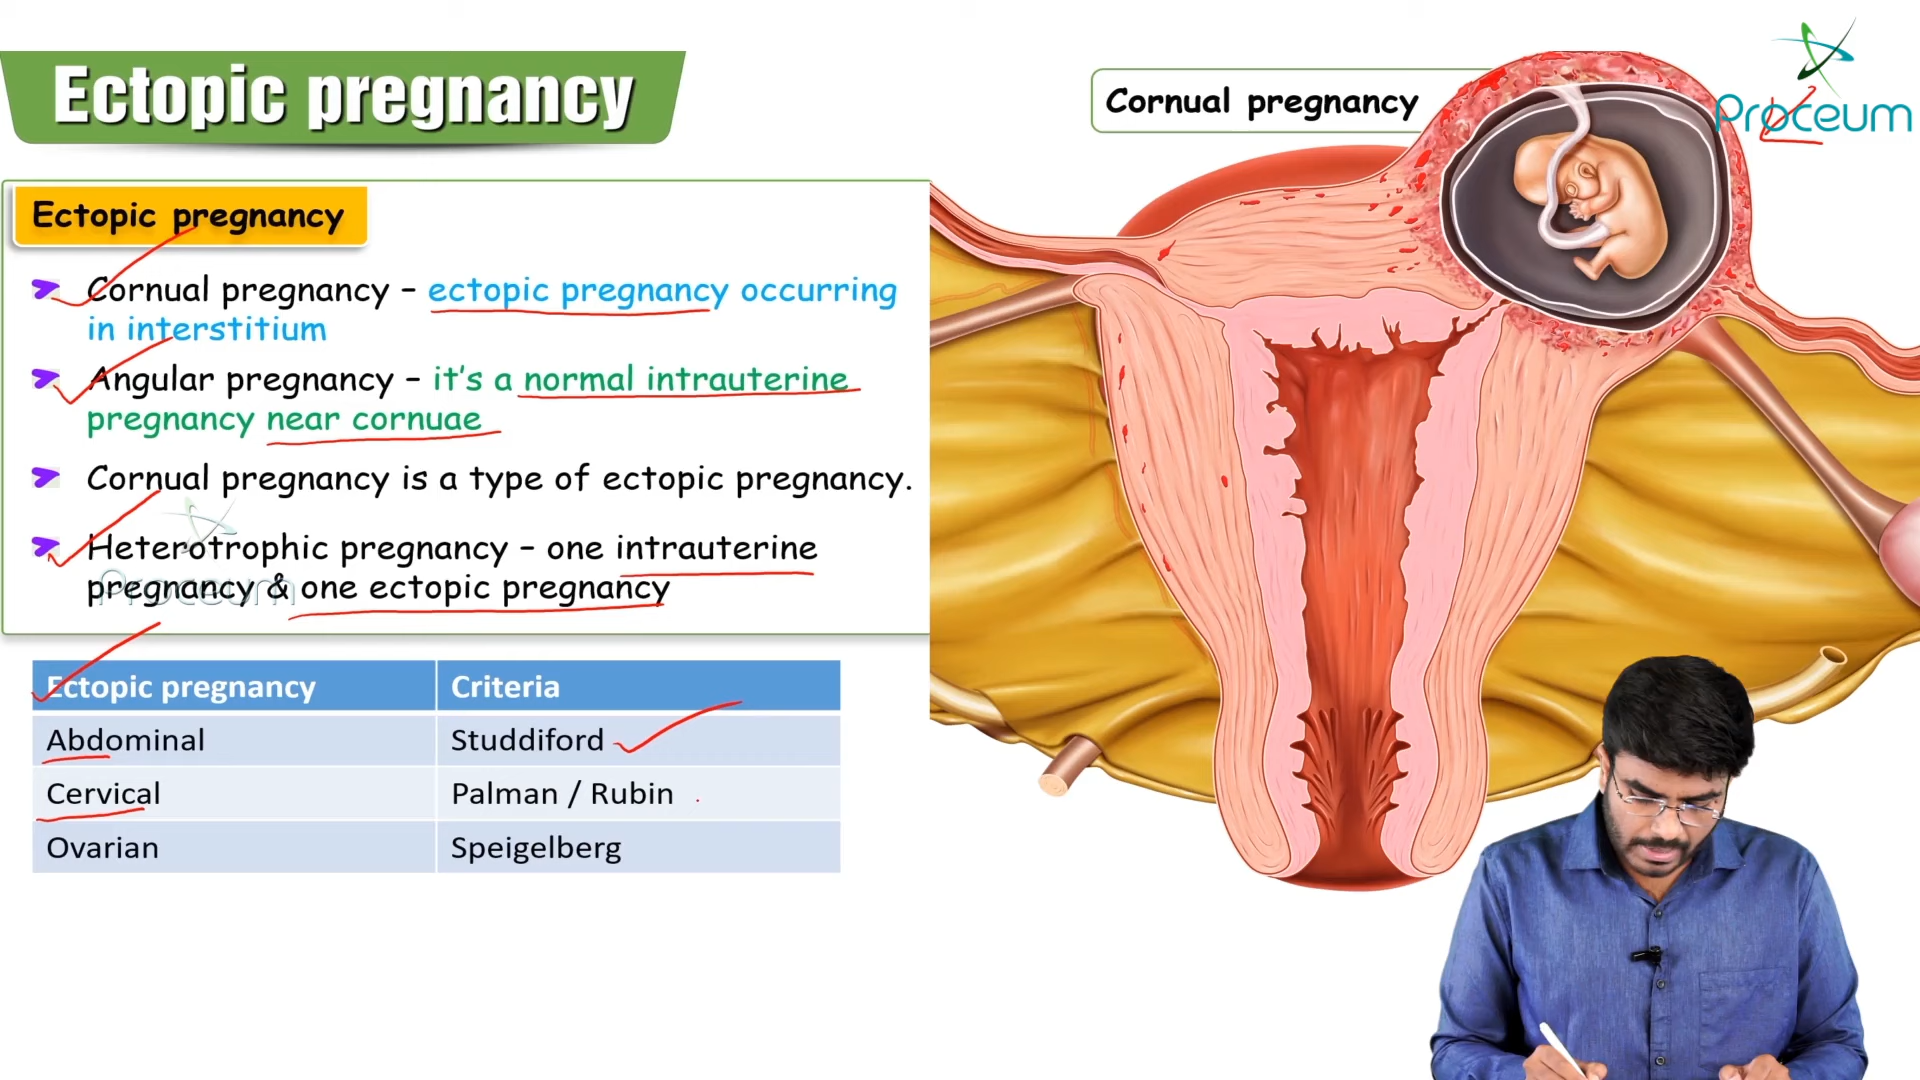 Ectopic pregnancy
Cornual pregnancy
Proceum
Ectopic pregnancy
Cornual pregnancy – ectopic pregnancy occurring
in interstitium
Angular pregnancy – it's a normal intrauterine
pregnancy near cornuae
Cornual pregnancy is a type of ectopic pregnancy.
Heterotrophic pregnancy – one intrauterine
pregnancy & one ectopic pregnancy
Proceum
Ectopic pregnancy Criteria
Abdominal Studdiford
Cervical Palman / Rubin
Ovarian Speigelberg